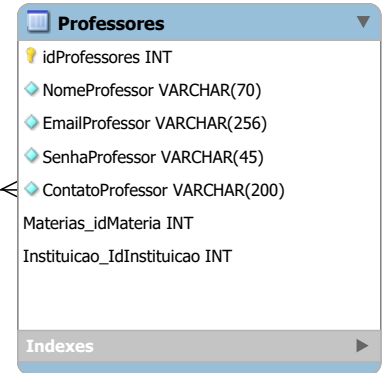 Professores
idProfessores INT
NomeProfessor VARCHAR(70)
EmailProfessor VARCHAR(256)
SenhaProfessor VARCHAR(45)
ContatoProfessor VARCHAR(200)
Materias_idMateria INT
Instituicao_IdInstituicao INT
Indexes